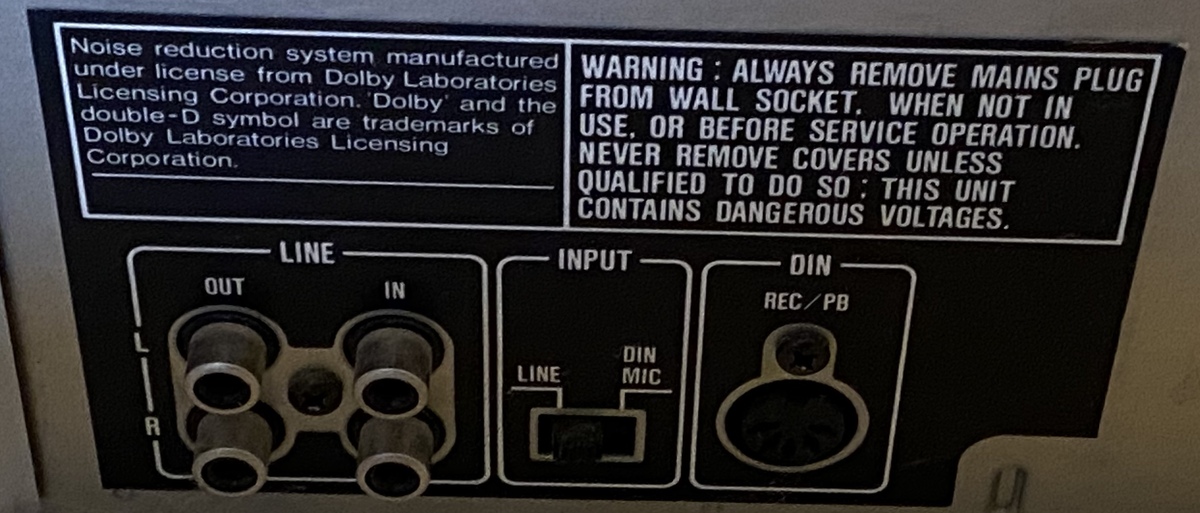 Noise reduction system manufactured
under license from Dolby Laboratories
Licensing Corporation. 'Dolby' and the
double-D symbol are trademarks of
Dolby Laboratories Licensing
Corporation.
WARNING : ALWAYS REMOVE MAINS PLUG
FROM WALL SOCKET. WHEN NOT IN
USE, OR BEFORE SERVICE OPERATION.
NEVER REMOVE COVERS UNLESS
QUALIFIED TO DO SO : THIS UNIT
CONTAINS DANGEROUS VOLTAGES.
LINE
OUT IN
L
R
INPUT
LINE
DIN
MIC
DIN
REC/PB